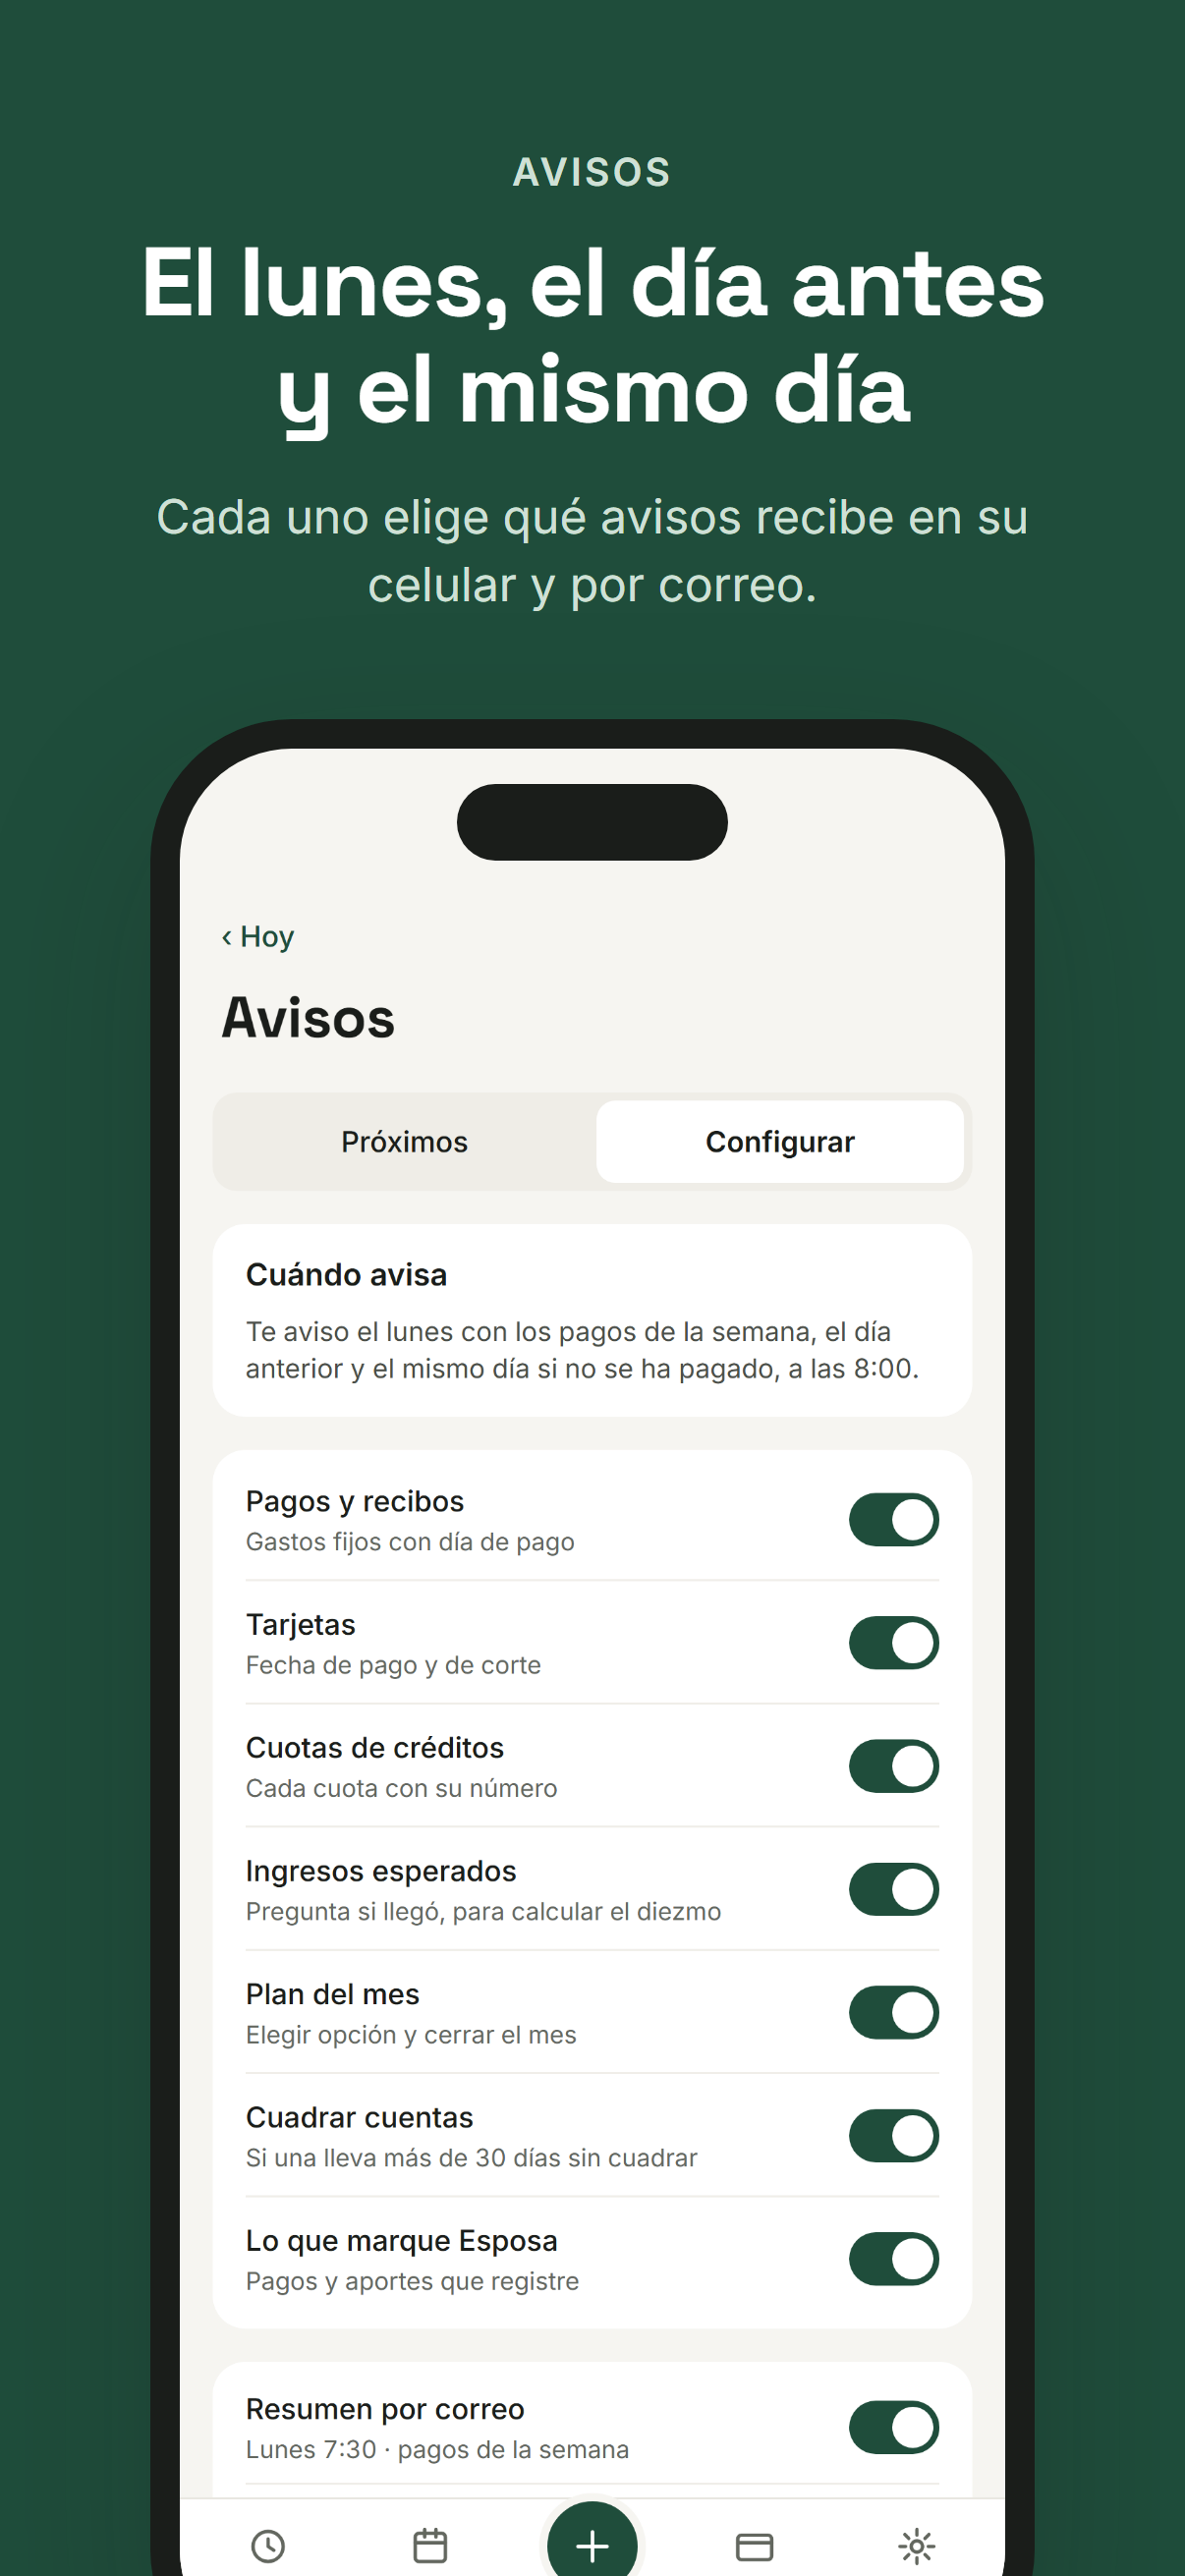 AVISOS
El lunes, el día antes
y el mismo día
Cada uno elige qué avisos recibe en su
celular y por correo.
‹ Hoy
Avisos
Próximos
Configurar
Cuándo avisa
Te aviso el lunes con los pagos de la semana, el día
anterior y el mismo día si no se ha pagado, a las 8:00.
Pagos y recibos
Gastos fijos con día de pago
Tarjetas
Fecha de pago y de corte
Cuotas de créditos
Cada cuota con su número
Ingresos esperados
Pregunta si llegó, para calcular el diezmo
Plan del mes
Elegir opción y cerrar el mes
Cuadrar cuentas
Si una lleva más de 30 días sin cuadrar
Lo que marque Esposa
Pagos y aportes que registre
Resumen por correo
Lunes 7:30 · pagos de la semana